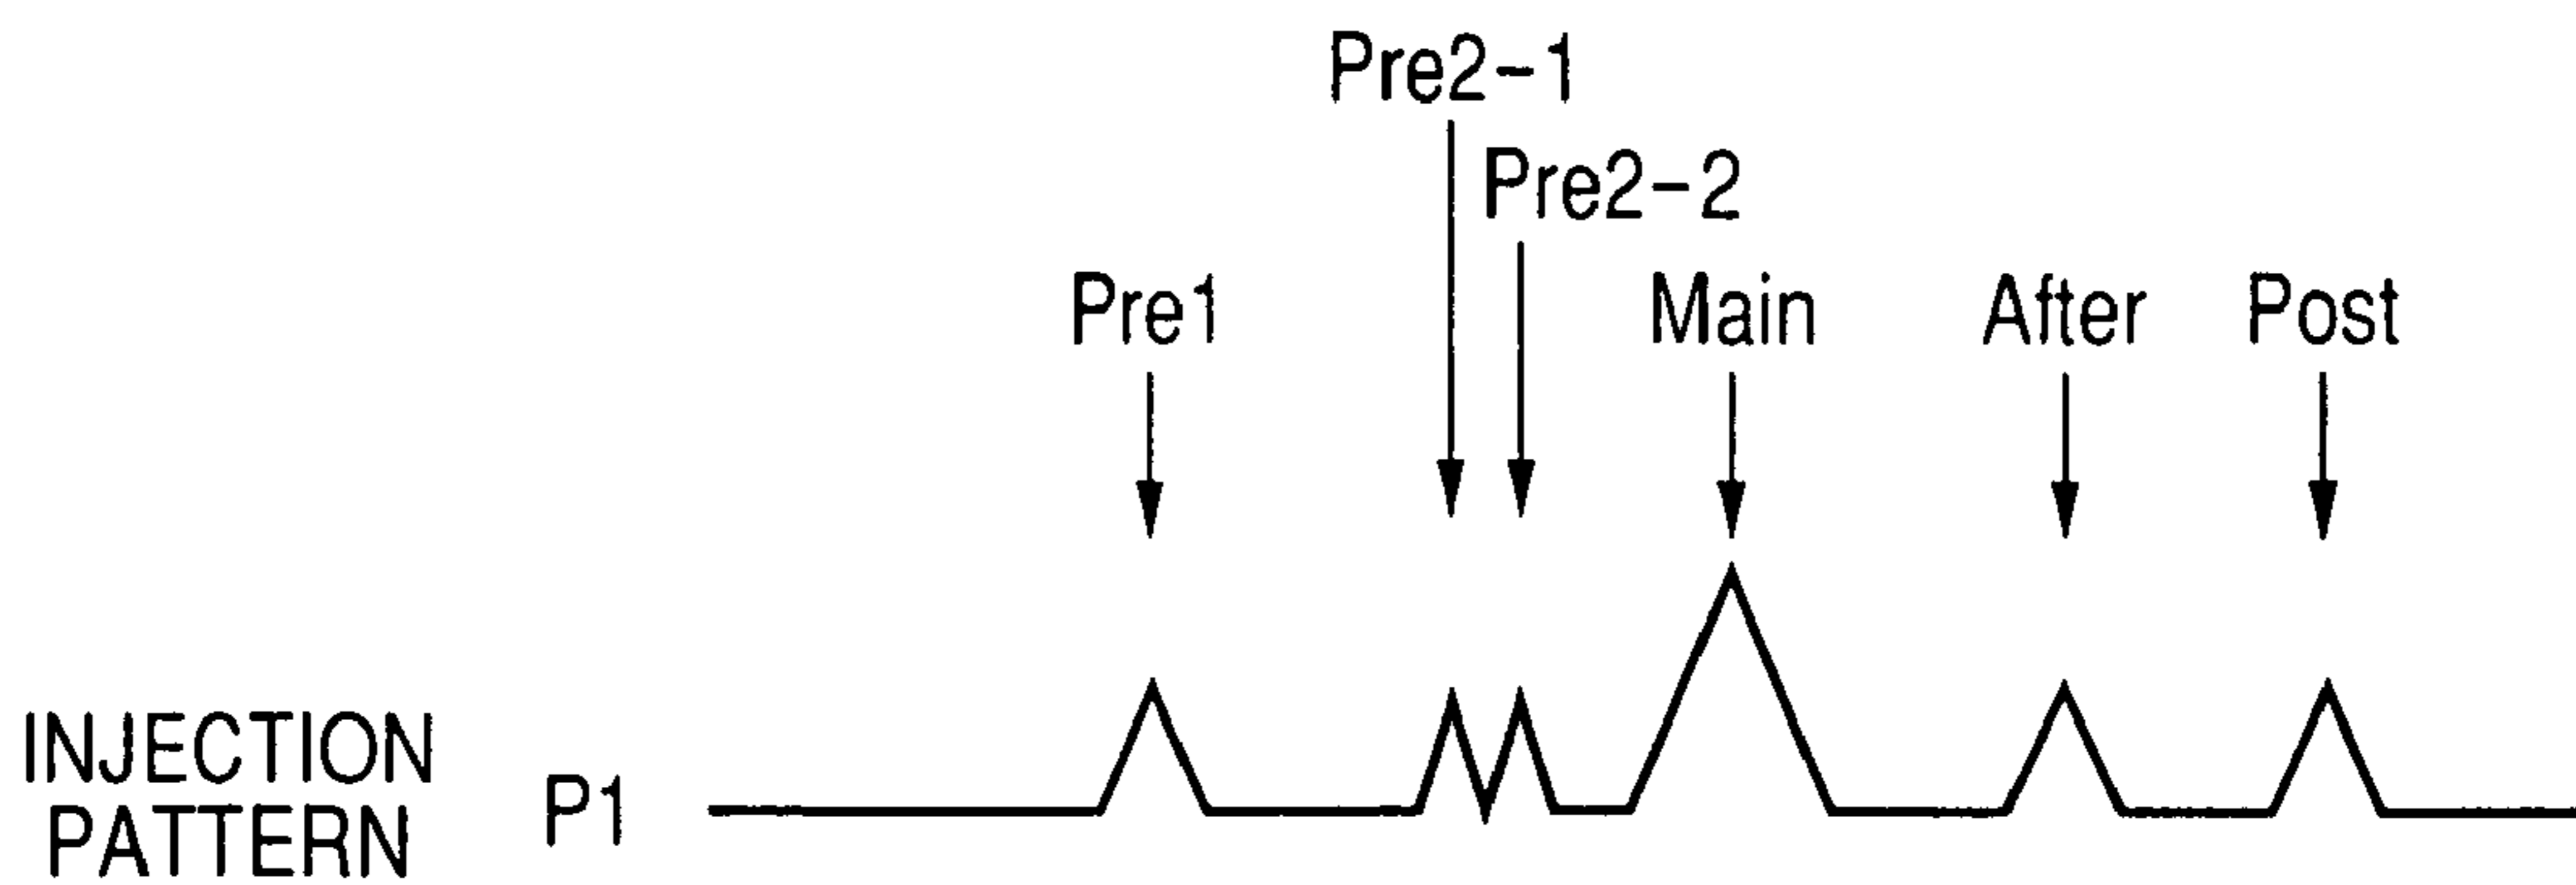 Pre2-1
Pre2-2
Pre1 Main After Post
INJECTION
PATTERN
P1